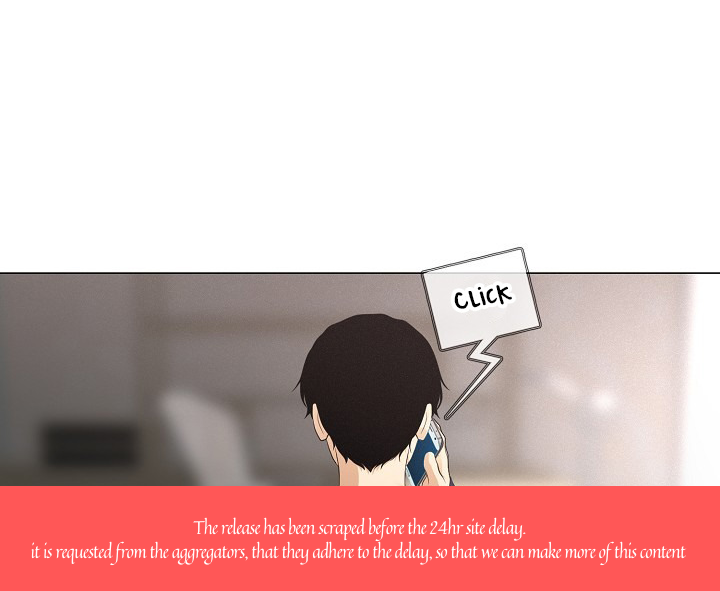 CLICK
The release has been scraped before the 24hr site delay.
it is requested from the aggregators, that they adhere to the delay, so that we can make more of this content